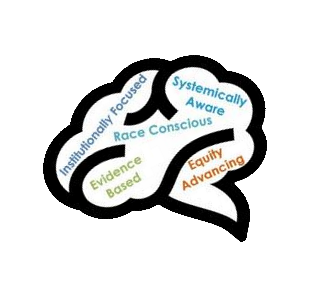 Institutionally Focused
Systemically
Aware
Race Conscious
Evidence
Based
Equity
Advancing